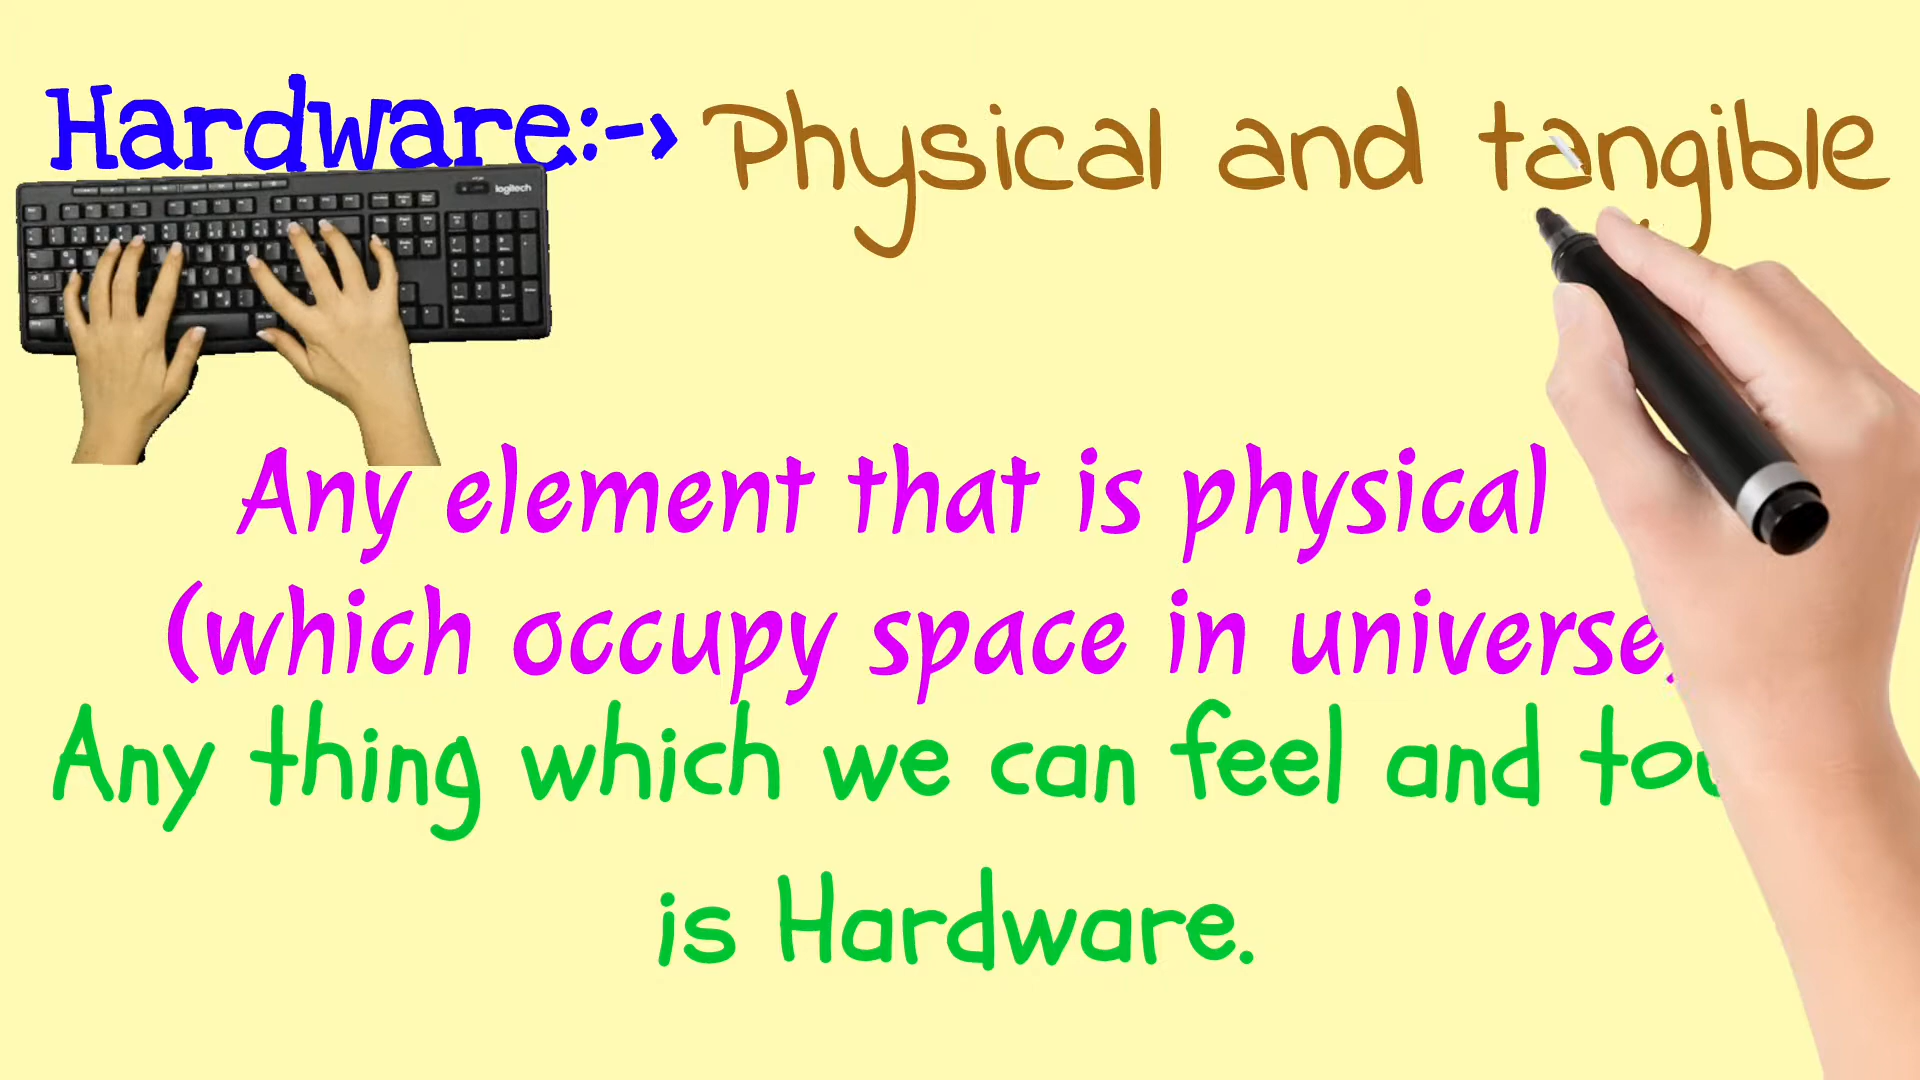 Hardware:-> Physical and tangible
logitech
Any element that is physical
(which occupy space in universe)
Any thing which we can feel and
is Hardware.